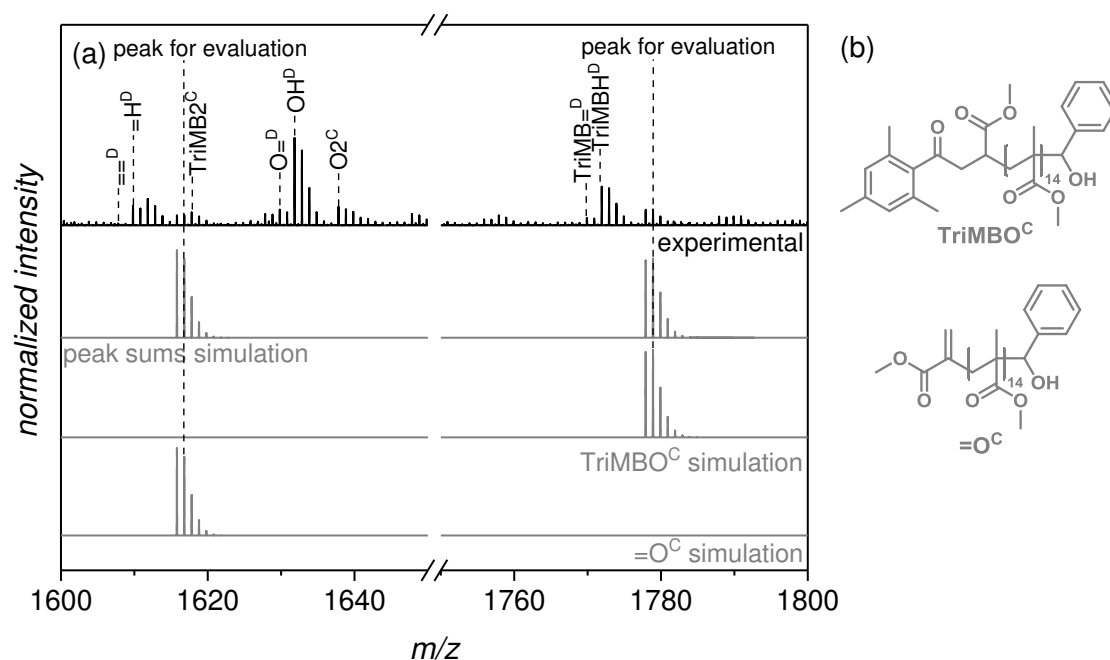 (a)
peak for evaluation
peak for evaluation
==ᴰ
=Hᴰ
TriMB2ᶜ
O=ᴰ
OHᴰ
O2ᶜ
TriMB=ᴰ
TriMBHᴰ
experimental
peak sums simulation
TriMBOᶜ simulation
=Oᶜ simulation
normalized intensity
1600
1620
1640
1760
1780
1800
m/z
(b)
O
O
O
14
OH
O
O
TriMBOᶜ
O
O
14
OH
O
O
=Oᶜ